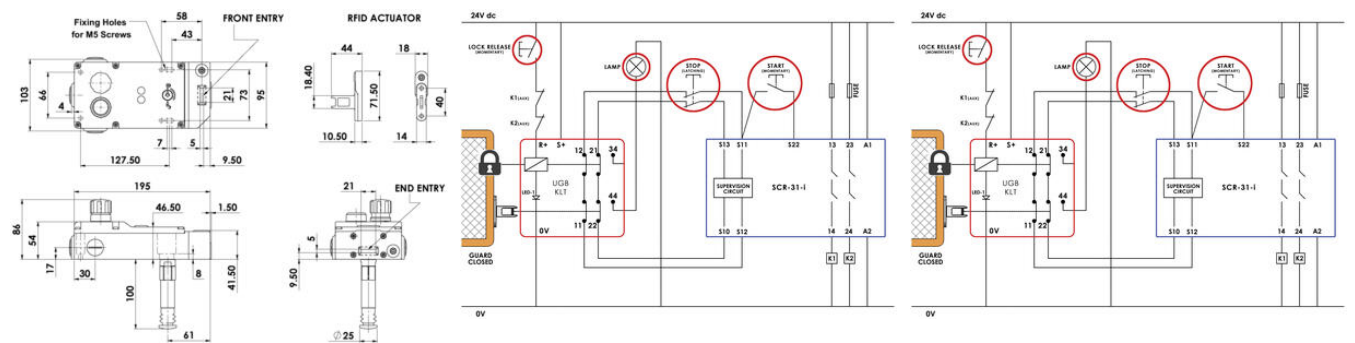 58
Fixing Holes
for M5 Screws
FRONT ENTRY
43
103
66
4
21
73
95
127.50
7
5
9.50
RFID ACTUATOR
44
18
18.40
71.50
40
10.50
14
195
46.50
1.50
86
54
17
30
8
41.50
100
61
21
END ENTRY
5
9.50
Ø 25
24V dc
LOCK RELEASE
(MOMENTARY)
LAMP
STOP
(LATCHING)
START
(MOMENTARY)
FUSE
K1(AUX)
K2(AUX)
R+ S+
12 21 34
S13 S11 S22 13 23 A1
UGB
KLT
LED-1
44
SUPERVISION
CIRCUIT
SCR-31-i
0V
11 22
S10 S12 14 24 A2
K1 K2
GUARD
CLOSED
0V
24V dc
LOCK RELEASE
(MOMENTARY)
LAMP
STOP
(LATCHING)
START
(MOMENTARY)
FUSE
K1(AUX)
K2(AUX)
R+ S+
12 21 34
S13 S11 S22 13 23 A1
UGB
KLT
LED-1
44
SUPERVISION
CIRCUIT
SCR-31-i
0V
11 22
S10 S12 14 24 A2
K1 K2
GUARD
CLOSED
0V